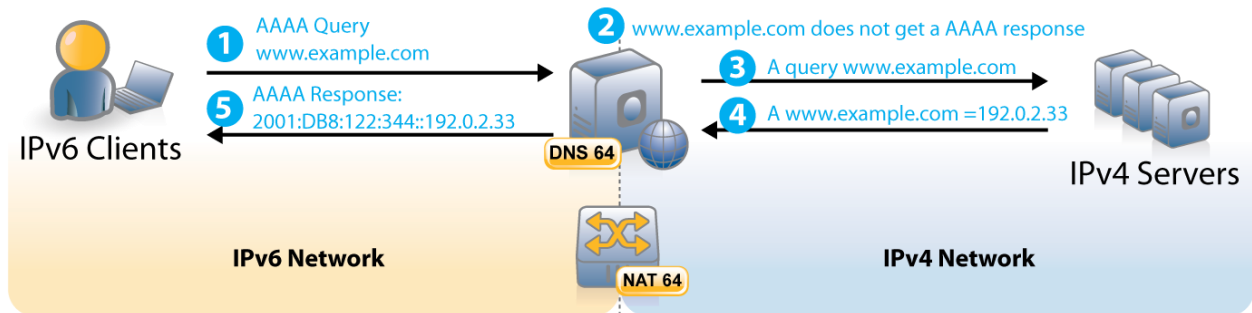 1
AAAA Query
www.example.com
2
www.example.com does not get a AAAA response
3
A query www.example.com
5
AAAA Response:
2001:DB8:122:344::192.0.2.33
4
A www.example.com =192.0.2.33
IPv6 Clients
DNS 64
IPv4 Servers
IPv6 Network
IPv4 Network
NAT 64